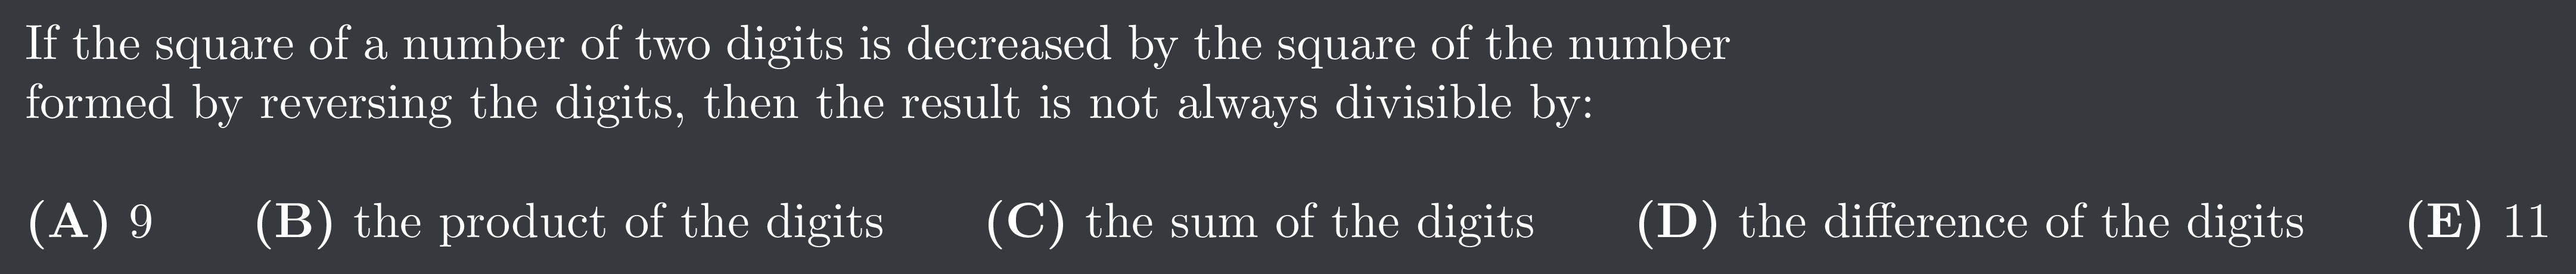 If the square of a number of two digits is decreased by the square of the number
formed by reversing the digits, then the result is not always divisible by:
(A) 9 (B) the product of the digits (C) the sum of the digits (D) the difference of the digits (E) 11